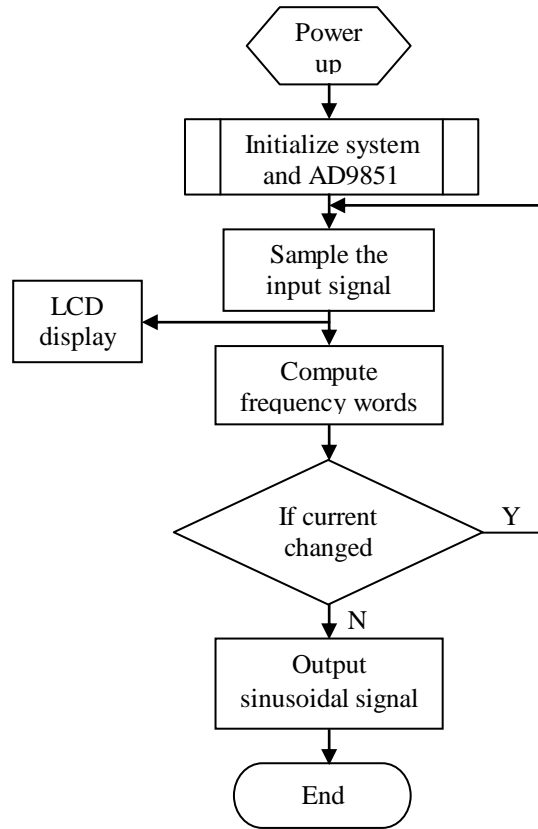 Power
up
Initialize system
and AD9851
Sample the
input signal
LCD
display
Compute
frequency words
If current
changed
Y
N
Output
sinusoidal signal
End